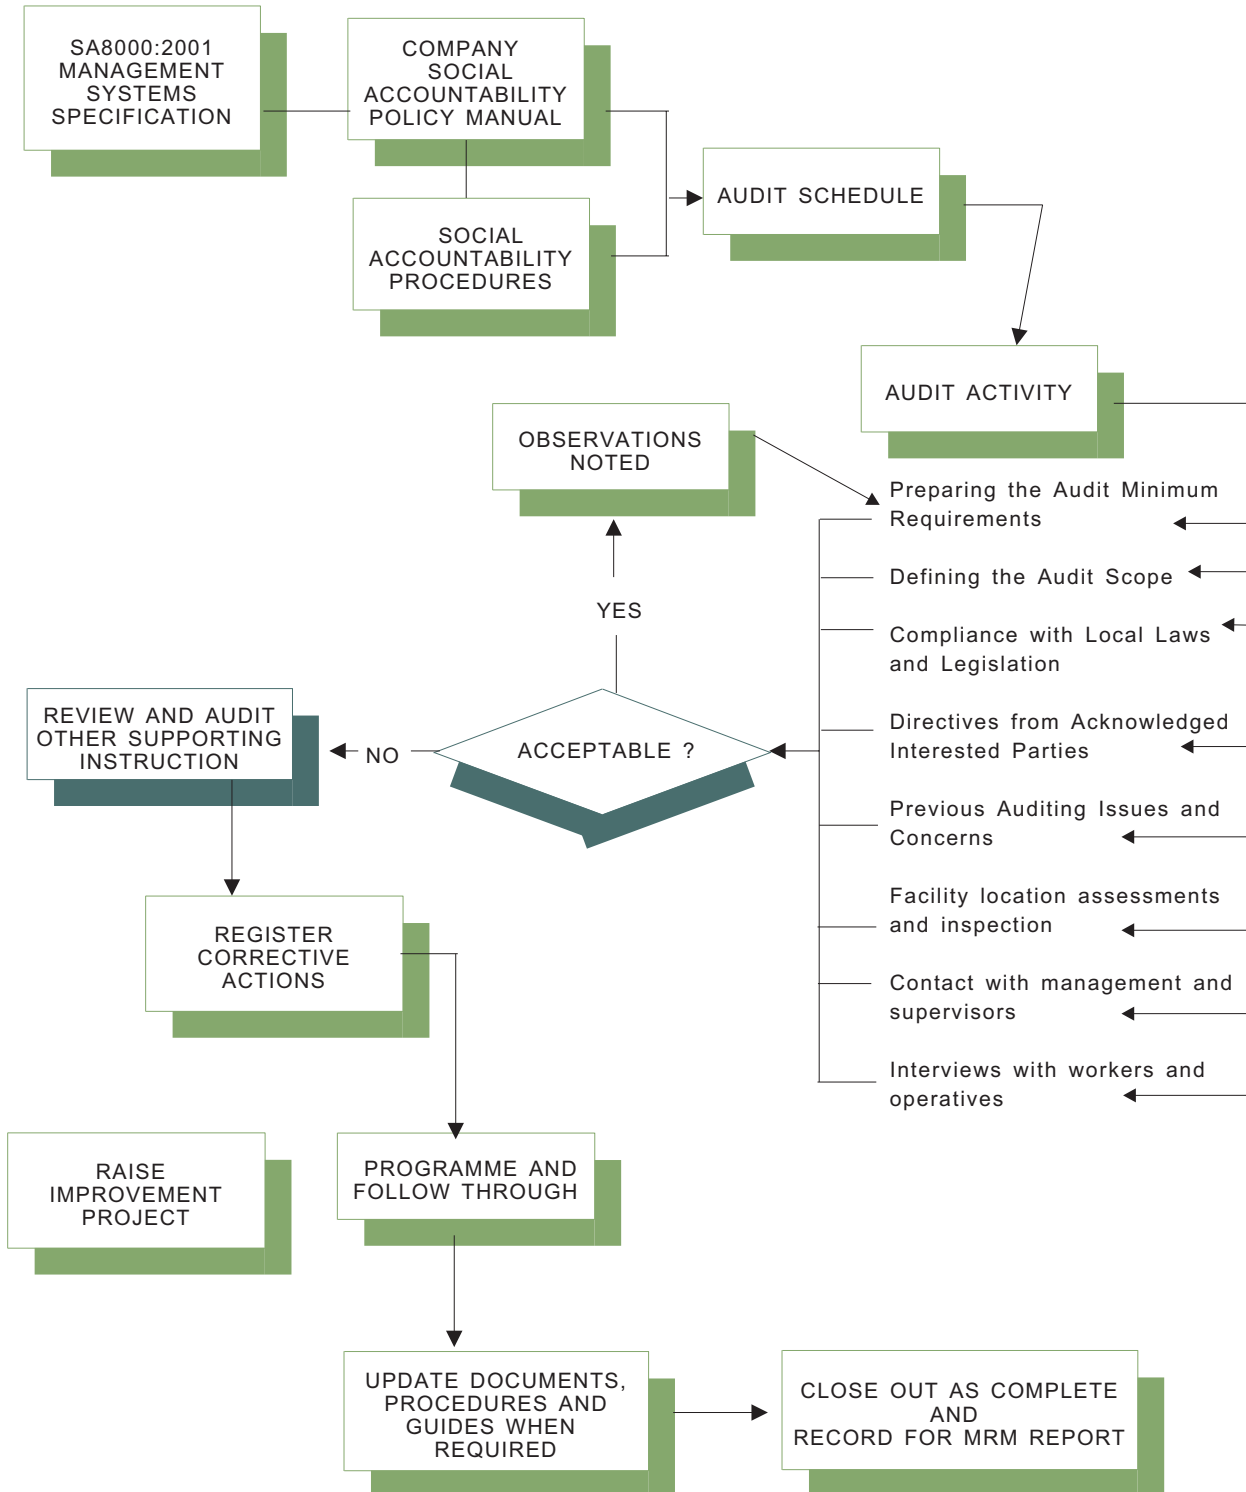 SA8000:2001
MANAGEMENT
SYSTEMS
SPECIFICATION
COMPANY
SOCIAL
ACCOUNTABILITY
POLICY MANUAL
SOCIAL
ACCOUNTABILITY
PROCEDURES
AUDIT SCHEDULE
AUDIT ACTIVITY
OBSERVATIONS
NOTED
Preparing the Audit Minimum
Requirements
Defining the Audit Scope
Compliance with Local Laws
and Legislation
Directives from Acknowledged
Interested Parties
Previous Auditing Issues and
Concerns
Facility location assessments
and inspection
Contact with management and
supervisors
Interviews with workers and
operatives
YES
ACCEPTABLE ?
NO
REVIEW AND AUDIT
OTHER SUPPORTING
INSTRUCTION
REGISTER
CORRECTIVE
ACTIONS
RAISE
IMPROVEMENT
PROJECT
PROGRAMME AND
FOLLOW THROUGH
UPDATE DOCUMENTS,
PROCEDURES AND
GUIDES WHEN
REQUIRED
CLOSE OUT AS COMPLETE
AND
RECORD FOR MRM REPORT